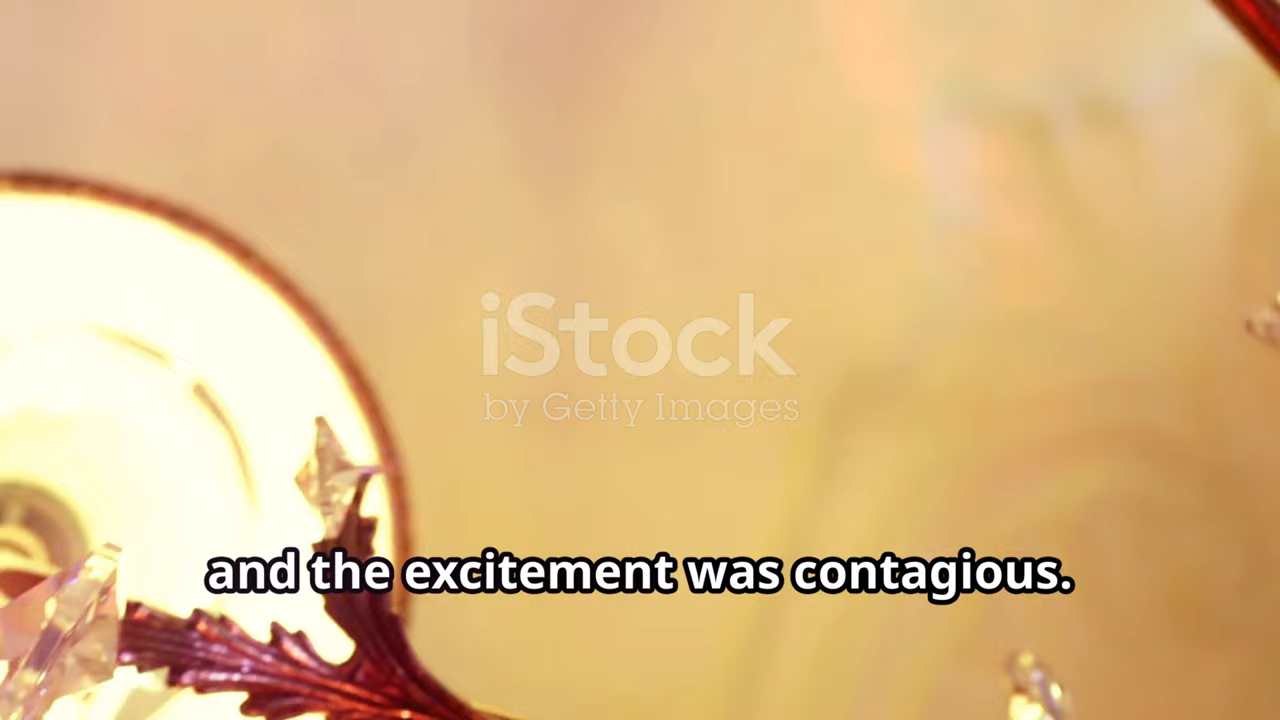 iStock
by Getty Images
and the excitement was contagious.